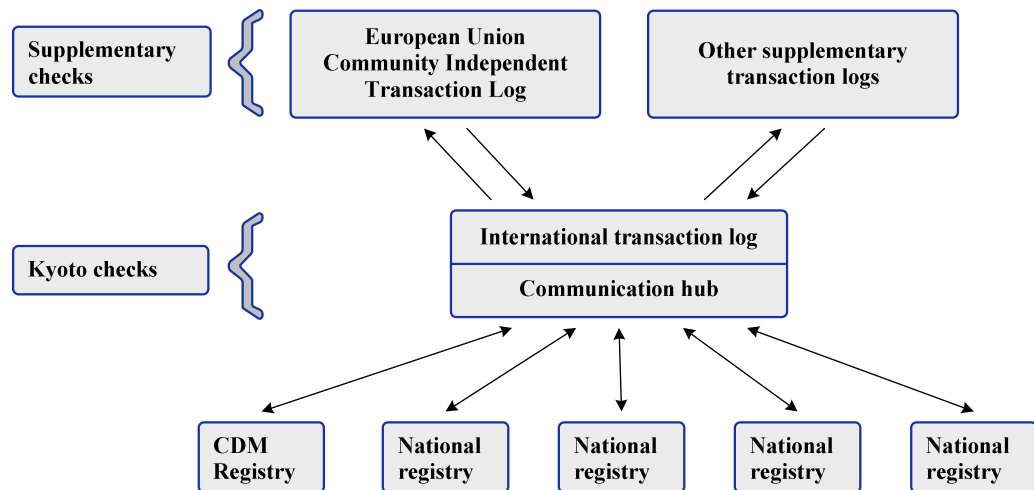 Supplementary
checks
European Union
Community Independent
Transaction Log
Other supplementary
transaction logs
Kyoto checks
International transaction log
Communication hub
CDM
Registry
National
registry
National
registry
National
registry
National
registry